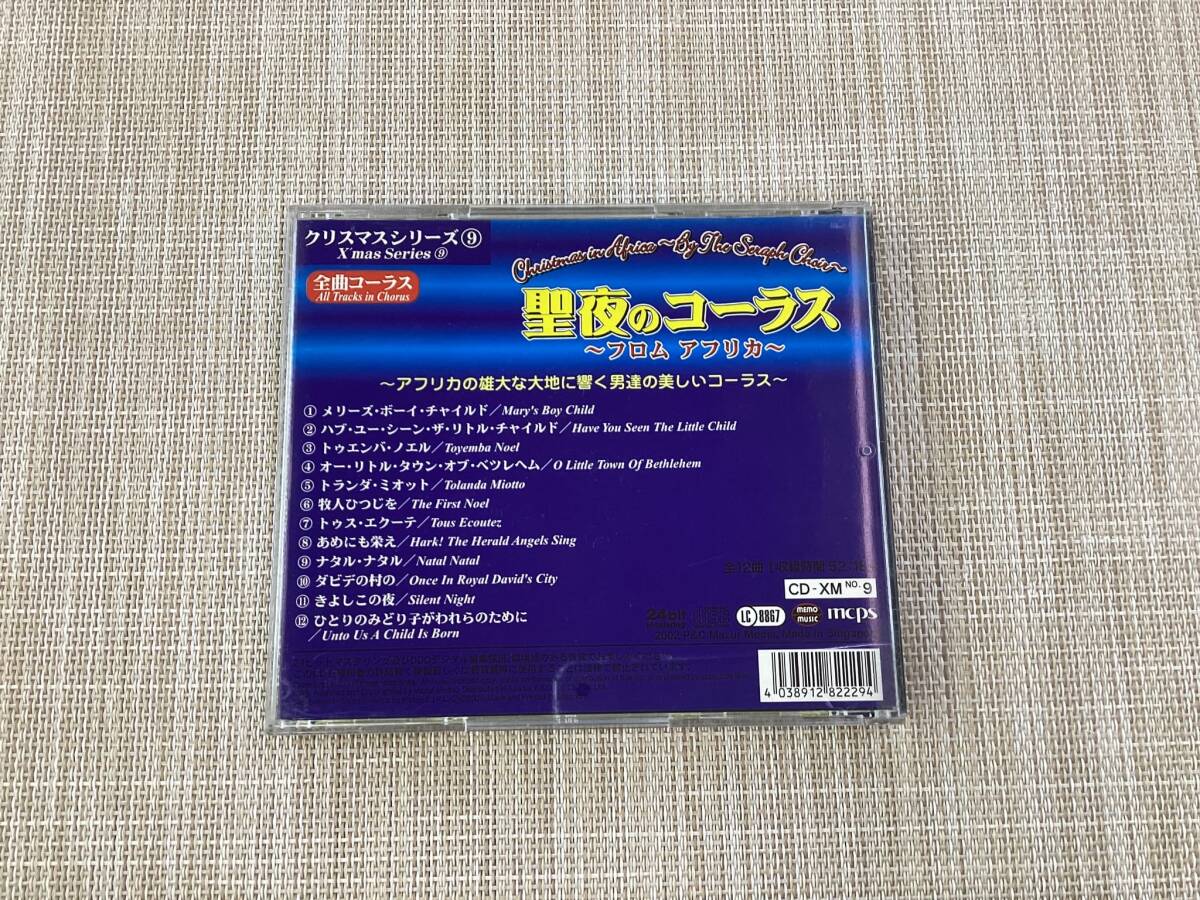 クリスマスシリーズ⑨
X'mas Series ⑨
全曲コーラス
All Tracks in Chorus
Christmas in Africa ~By The Seraph Choir~
聖夜のコーラス
～フロム アフリカ～
～アフリカの雄大な大地に響く男達の美しいコーラス～
① メリーズ・ボーイ・チャイルド／Mary's Boy Child
② ハブ・ユー・シーン・ザ・リトル・チャイルド／Have You Seen The Little Child
③ トゥエンバ・ノエル／Toyemba Noel
④ オー・リトル・タウン・オブ・ベツレヘム／O Little Town Of Bethlehem
⑤ トランダ・ミオット／Tolanda Miotto
⑥ 牧人ひつじを／The First Noel
⑦ トゥス・エクーテ／Tous Ecoutez
⑧ あめにも栄え／Hark! The Herald Angels Sing
⑨ ナタル・ナタル／Natal Natal
⑩ ダビデの村の／Once In Royal David's City
⑪ きよしこの夜／Silent Night
⑫ ひとりのみどり子がわれらのために
／Unto Us A Child Is Born
全12曲 収録時間
CD-XM NO. 9
24bit
LC 8867
MEMO MUSIC
mcps
4 038912 822294